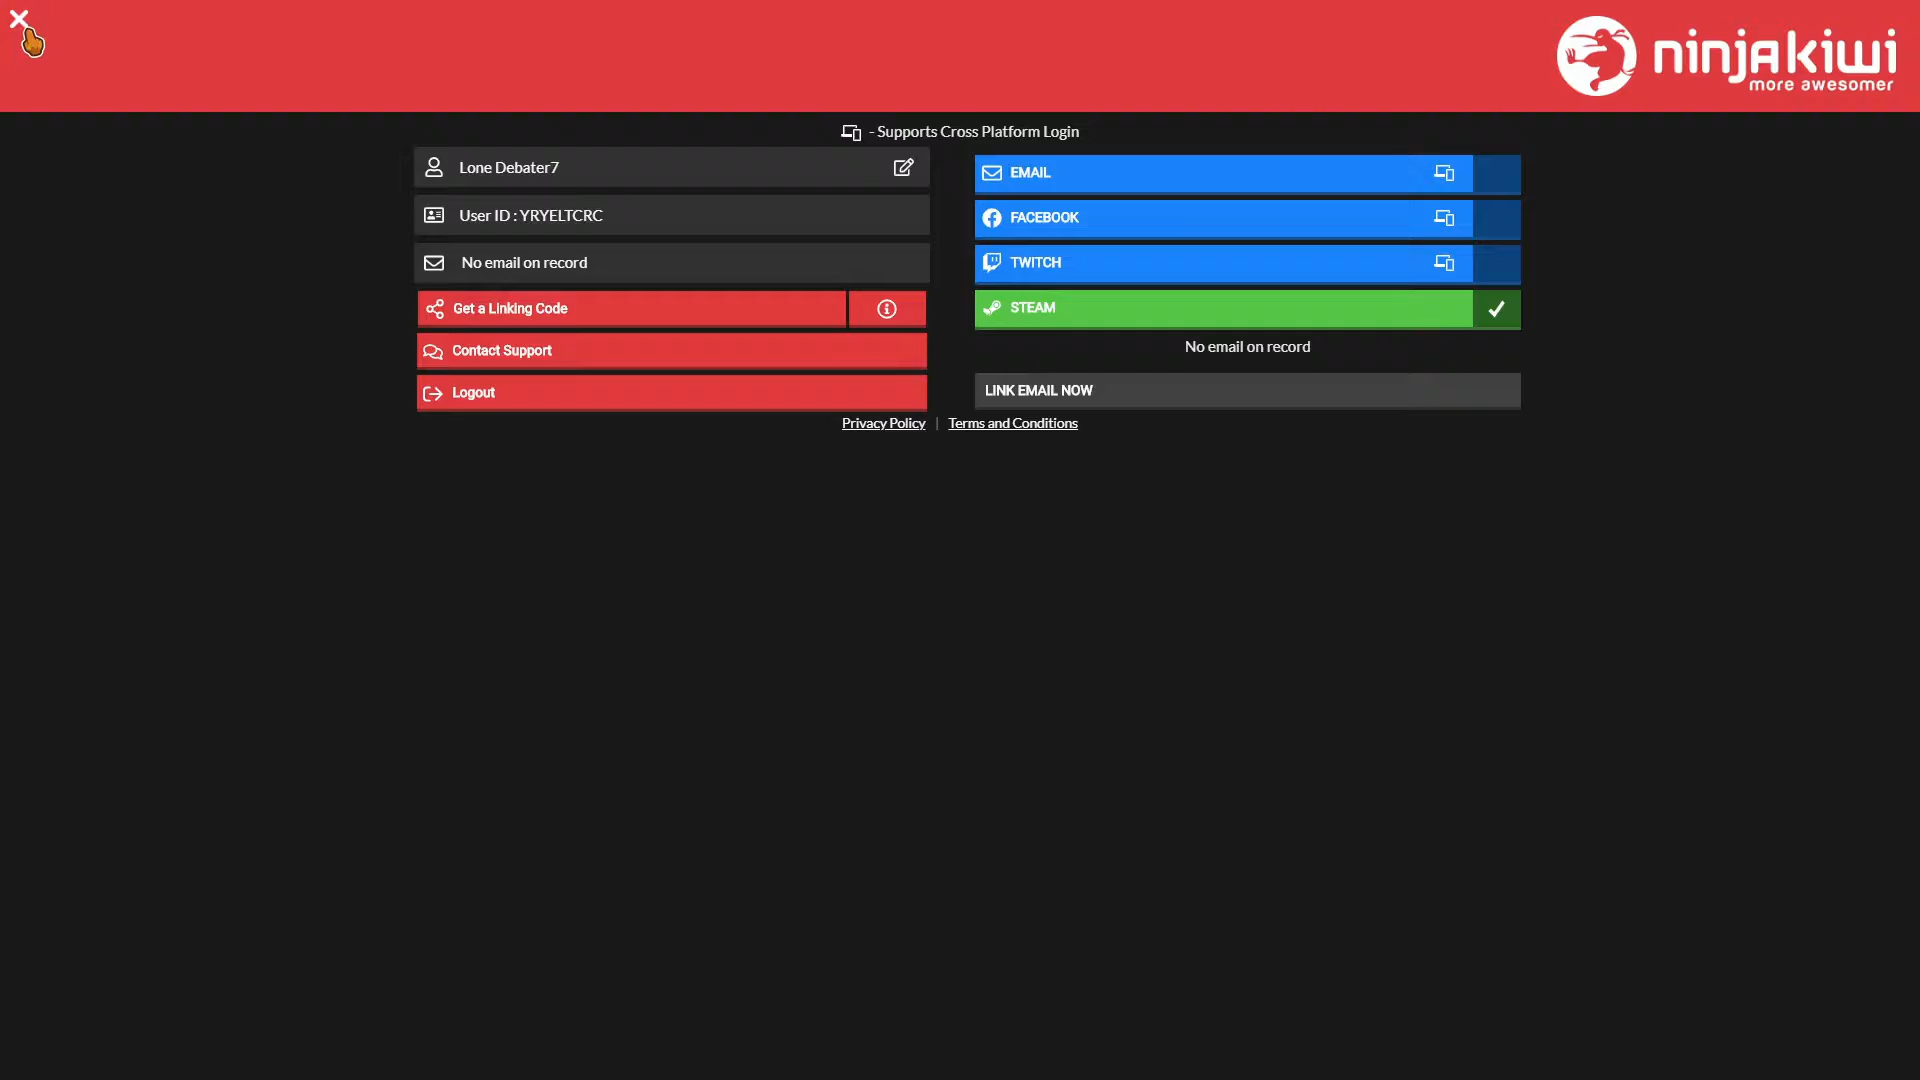 ninjakiwi
more awesomer
- Supports Cross Platform Login
Lone Debater7
User ID : YRYELTCRC
No email on record
Get a Linking Code
Contact Support
Logout
EMAIL
FACEBOOK
TWITCH
STEAM
No email on record
LINK EMAIL NOW
Privacy Policy | Terms and Conditions